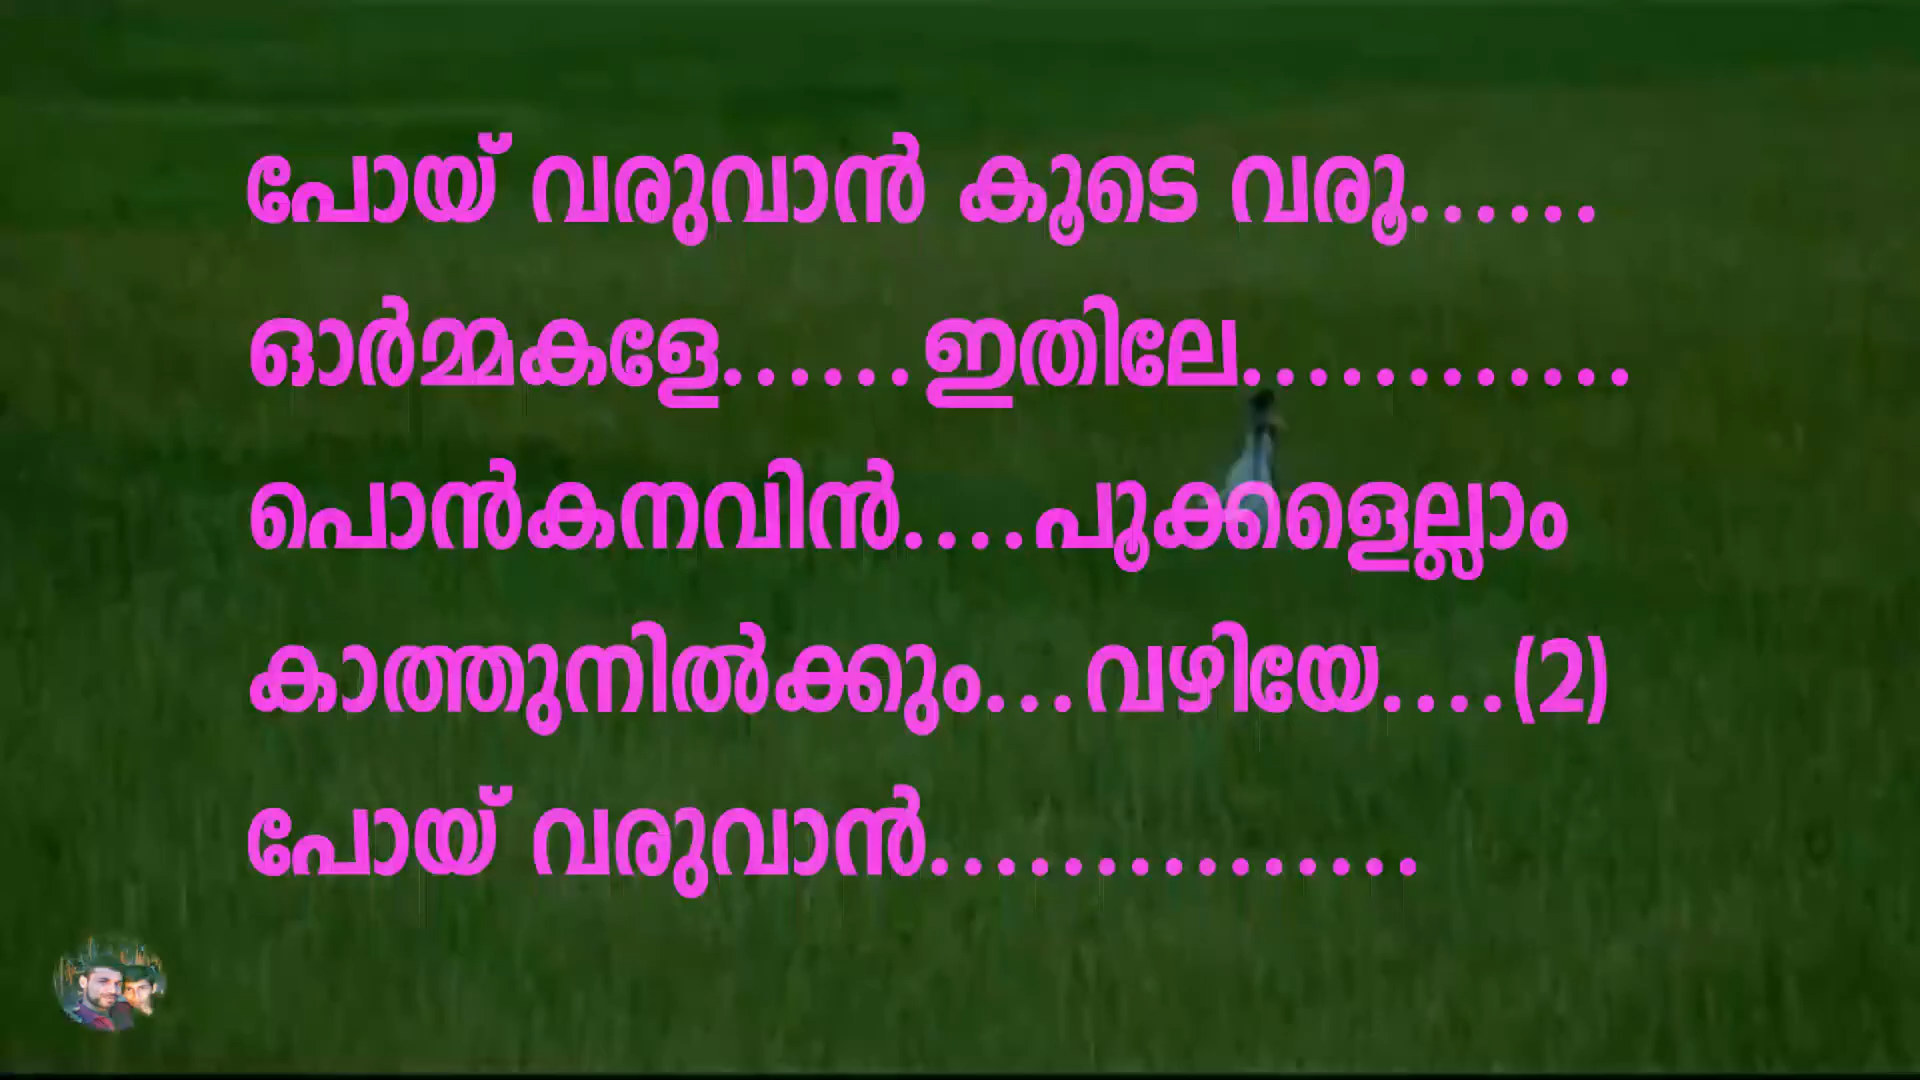 പോയ് വരുവാൻ കൂടെ വരൂ......
ഓർമ്മകളേ......ഇതിലേ............
പൊൻകനവിൻ....പൂക്കളെല്ലാം
കാത്തുനിൽക്കും...വഴിയേ....(2)
പോയ് വരുവാൻ...............